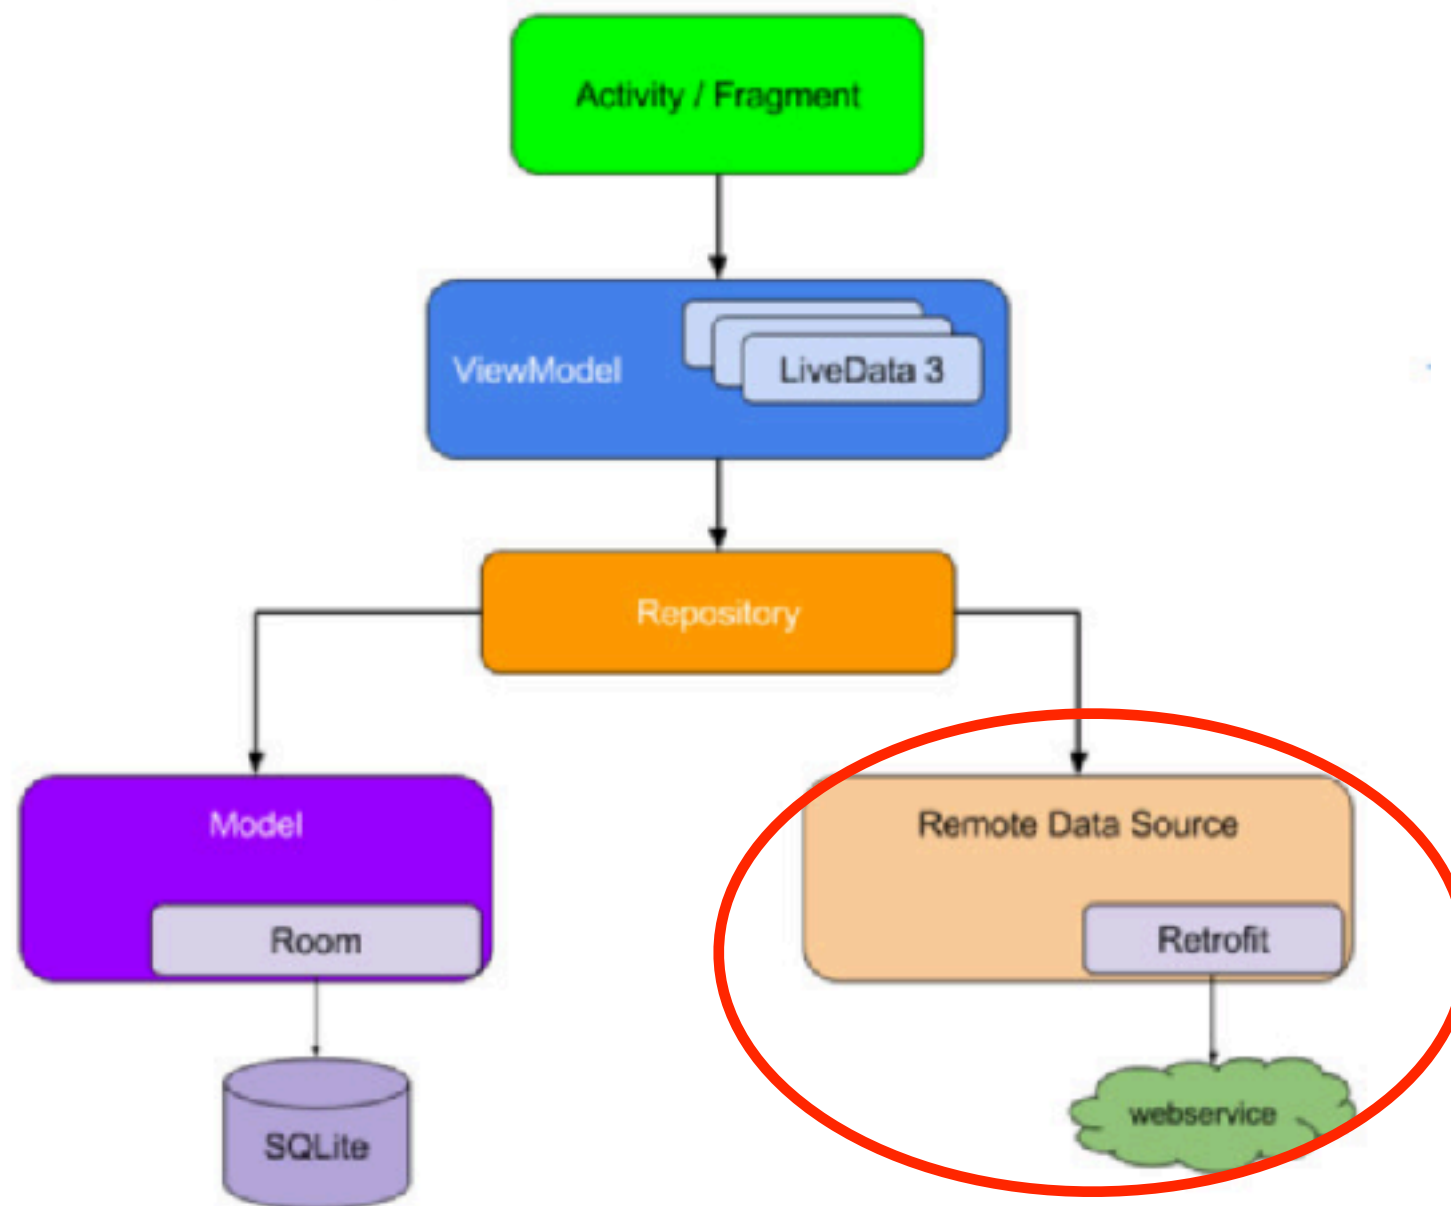 Activity / Fragment
ViewModel
LiveData 3
Repository
Model
Remote Data Source
Room
Retrofit
SQLite
webservice